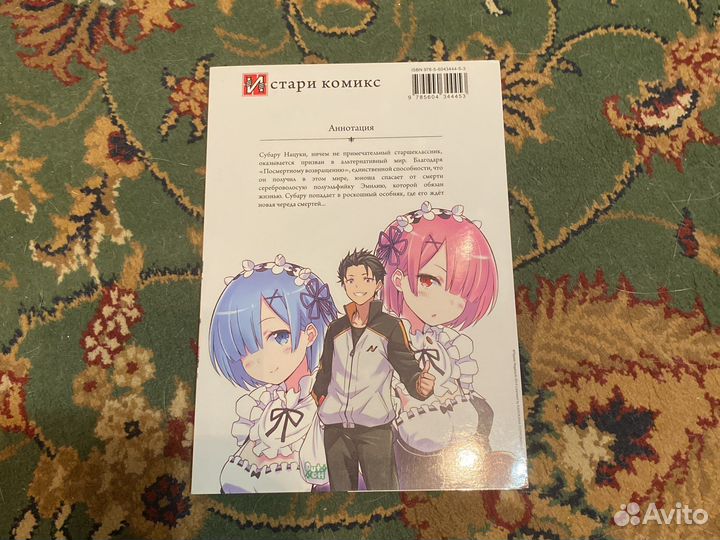 ISBN 978-5-6043444-5-3
И стари комикс
9 785604 344453
Аннотация
Субару Нацуки, ничем не примечательный старшеклассник,
оказывается призван в альтернативный мир. Благодаря
«Посмертному возвращению», единственной способности, что
он получил в этом мире, юноша спасает от смерти
среброволосую полуэльфийку Эмилию, которой обязан
жизнью. Субару попадает в роскошный особняк, где его ждёт
новая череда смертей...
Avito